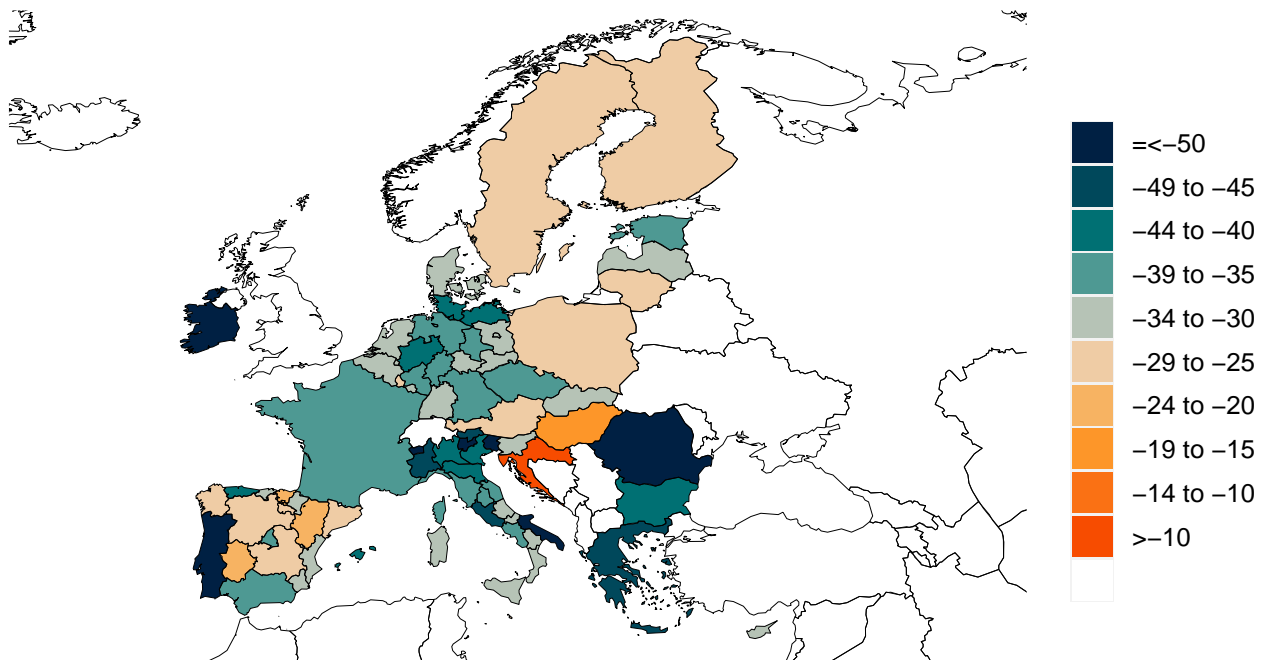 =<−50
−49 to −45
−44 to −40
−39 to −35
−34 to −30
−29 to −25
−24 to −20
−19 to −15
−14 to −10
>−10